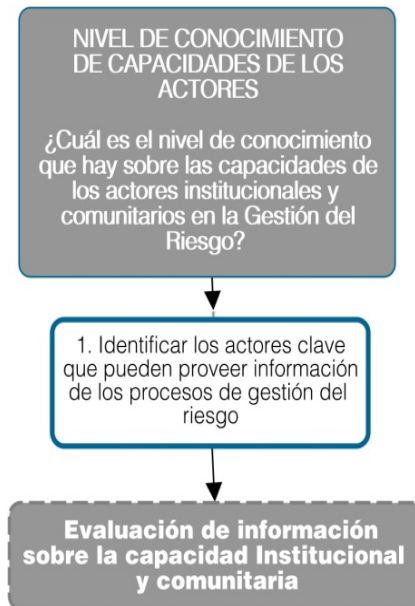 NIVEL DE CONOCIMIENTO
DE CAPACIDADES DE LOS
ACTORES
¿Cuál es el nivel de conocimiento
que hay sobre las capacidades de
los actores institucionales y
comunitarios en la Gestión del
Riesgo?
1. Identificar los actores clave
que pueden proveer información
de los procesos de gestión del
riesgo
Evaluación de información
sobre la capacidad Institucional
y comunitaria